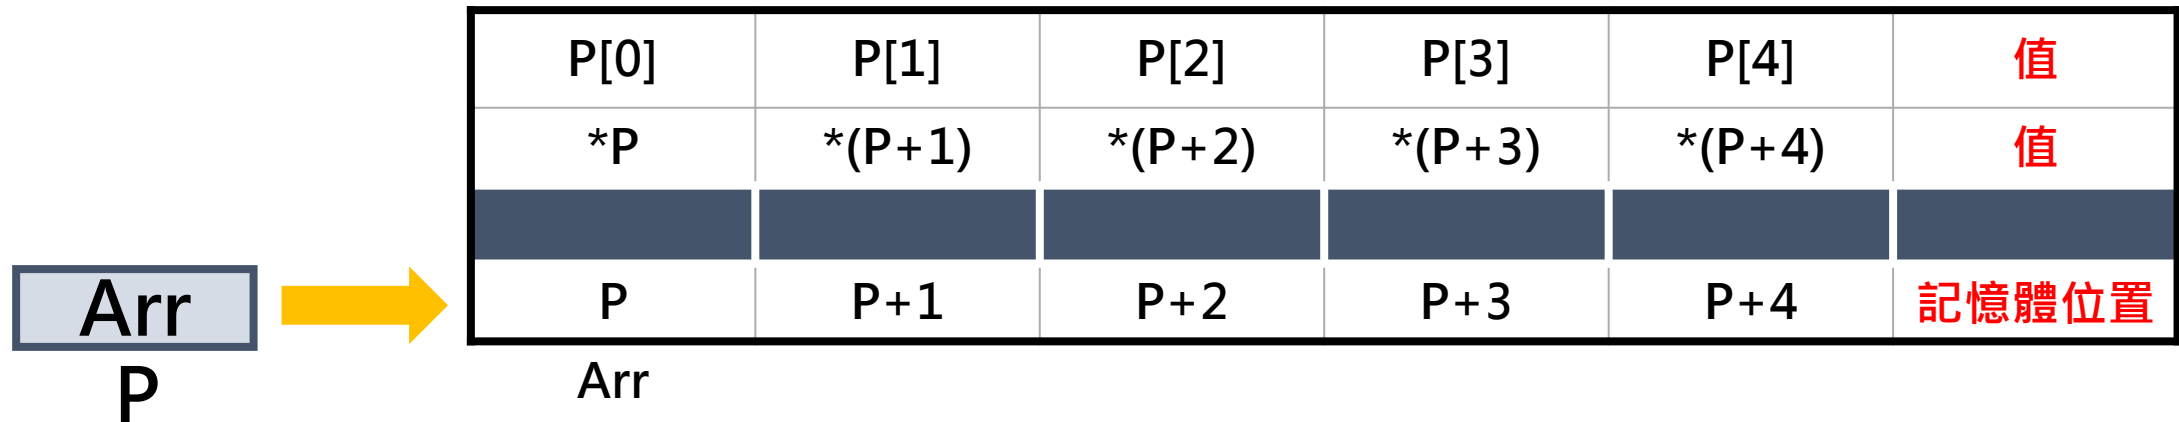 P[0] P[1] P[2] P[3] P[4] 值
*P *(P+1) *(P+2) *(P+3) *(P+4) 值
Arr P P+1 P+2 P+3 P+4 記憶體位置
P Arr